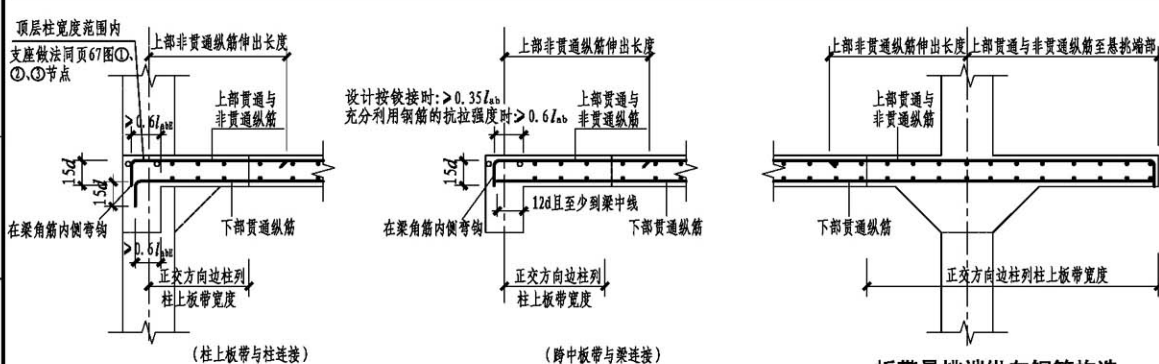 顶层柱宽度范围内
支座做法同页67图①、
②、③节点
上部非贯通纵筋伸出长度
上部贯通与
非贯通纵筋
≥0.6labE
15d
15d
在梁角筋内侧弯钩
下部贯通纵筋
≥0.6labE
正交方向边柱列
柱上板带宽度
(柱上板带与柱连接)
上部非贯通纵筋伸出长度
设计按铰接时:≥0.35lab
充分利用钢筋的抗拉强度时:≥0.6lab
上部贯通与
非贯通纵筋
15d
12d且至少到梁中线
在梁角筋内侧弯钩
下部贯通纵筋
正交方向边柱列
柱上板带宽度
(跨中板带与梁连接)
上部非贯通纵筋伸出长度
上部贯通与非贯通纵筋至悬挑端部
上部贯通与
非贯通纵筋
下部贯通纵筋
正交方向边柱列柱上板带宽度